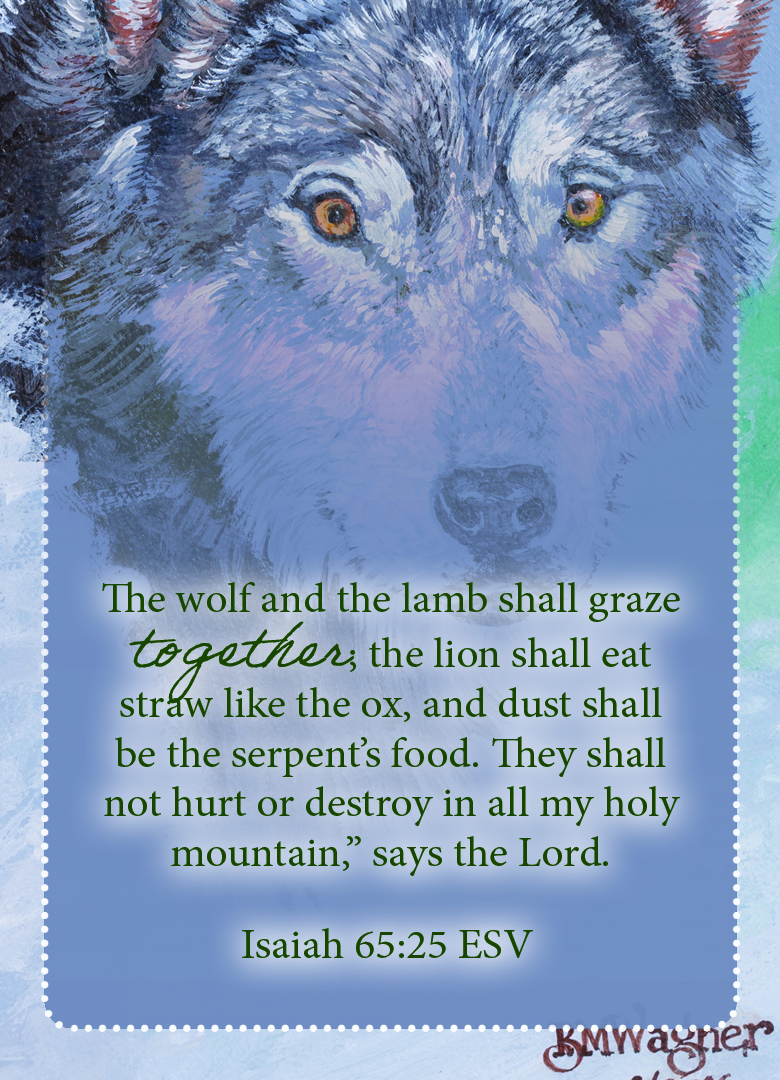 The wolf and the lamb shall graze
together; the lion shall eat
straw like the ox, and dust shall
be the serpent’s food. They shall
not hurt or destroy in all my holy
mountain,” says the Lord.
Isaiah 65:25 ESV
KMWagner